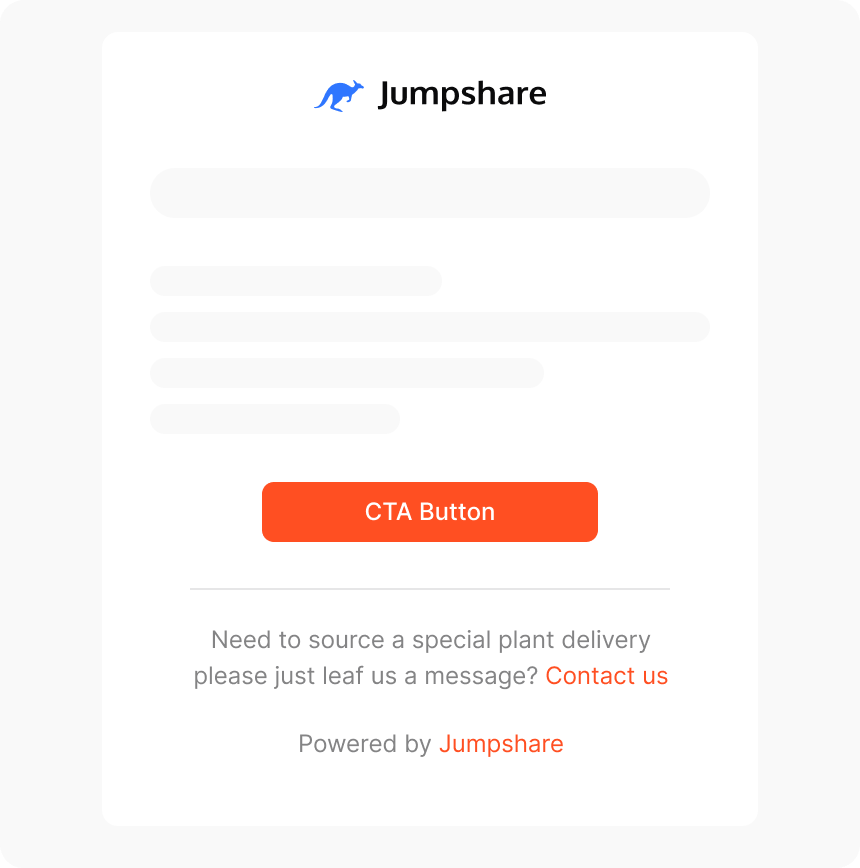 Jumpshare
CTA Button
Need to source a special plant delivery
please just leaf us a message? Contact us
Powered by Jumpshare